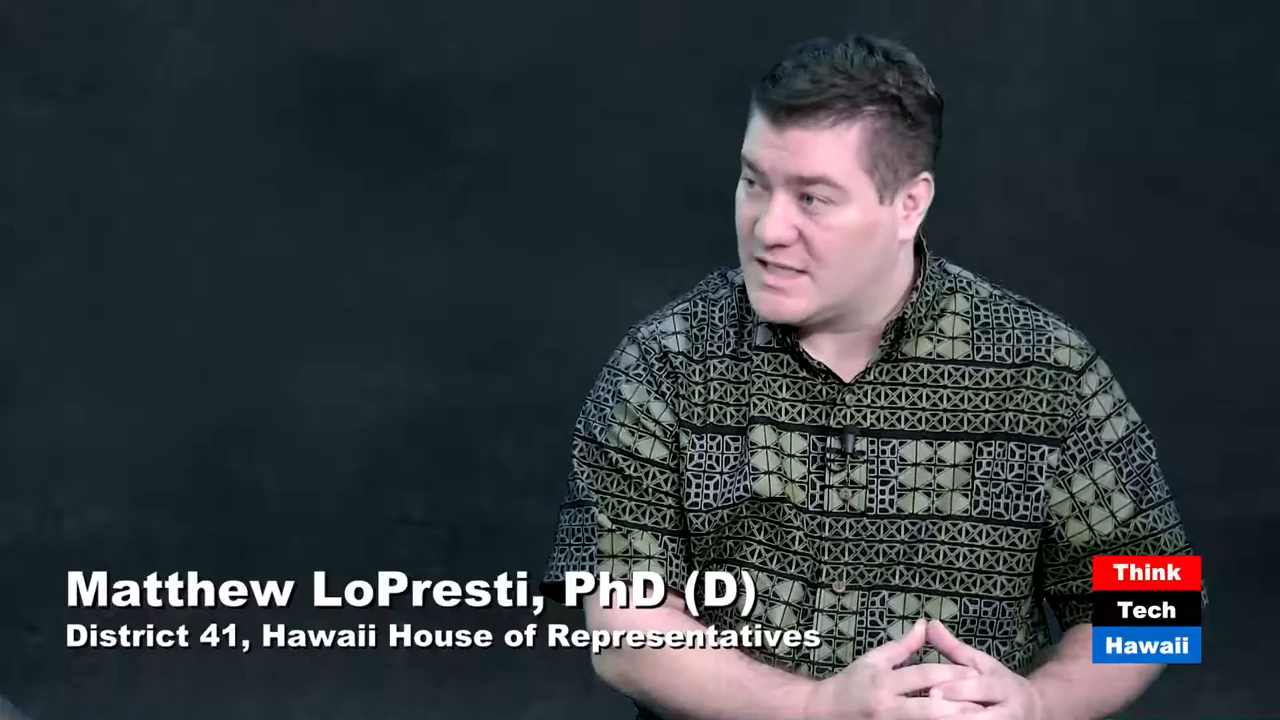 Matthew LoPresti, PhD (D)
District 41, Hawaii House of Representatives
Think
Tech
Hawaii